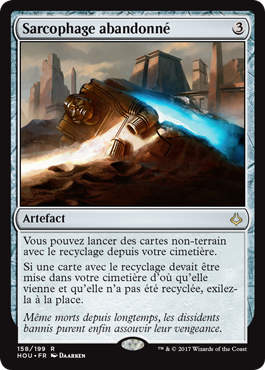 Sarcophage abandonné 3
Artefact
Vous pouvez lancer des cartes non-terrain
avec le recyclage depuis votre cimetière.
Si une carte avec le recyclage devait être
mise dans votre cimetière d'où qu'elle
vienne et qu'elle n'a pas été recyclée, exilez-
la à la place.
Même morts depuis longtemps, les dissidents
bannis purent enfin assouvir leur vengeance.
158/199 R
HOU • FR Daarken
™ & © 2017 Wizards of the Coast